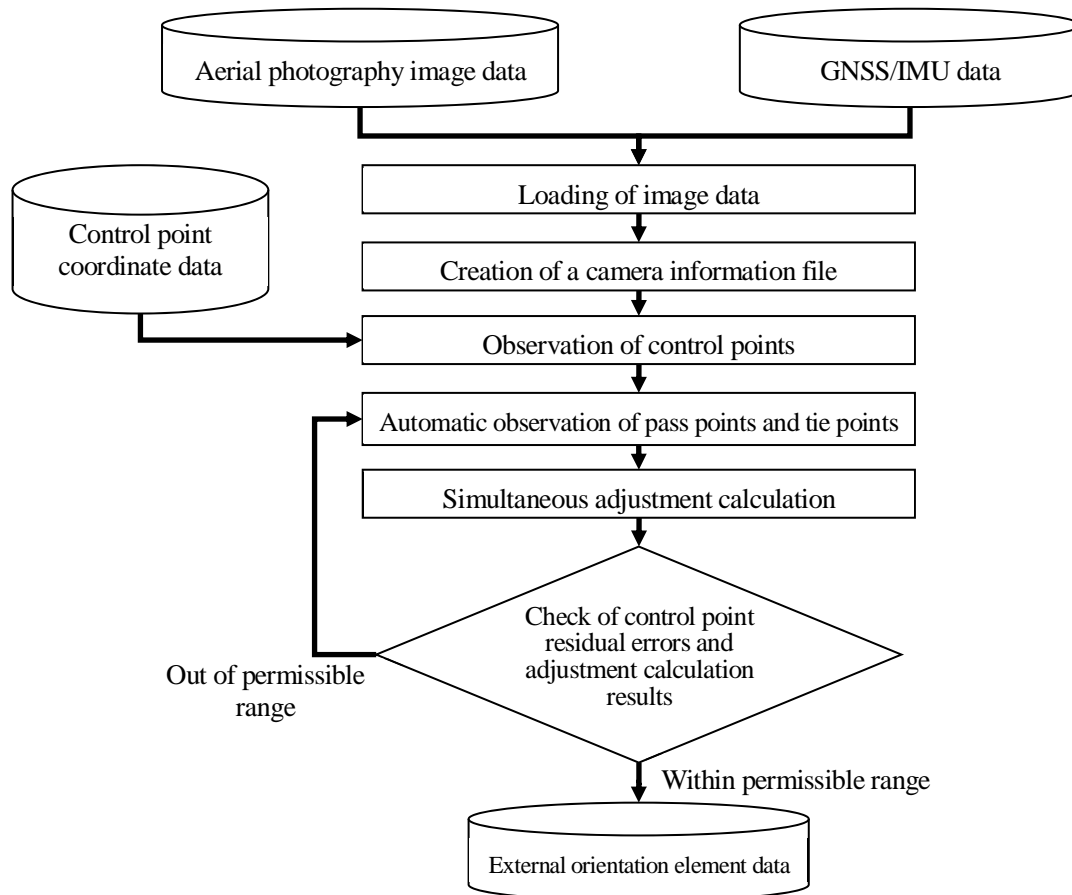 Aerial photography image data
GNSS/IMU data
Loading of image data
Control point
coordinate data
Creation of a camera information file
Observation of control points
Automatic observation of pass points and tie points
Simultaneous adjustment calculation
Check of control point
residual errors and
adjustment calculation
results
Out of permissible
range
Within permissible range
External orientation element data